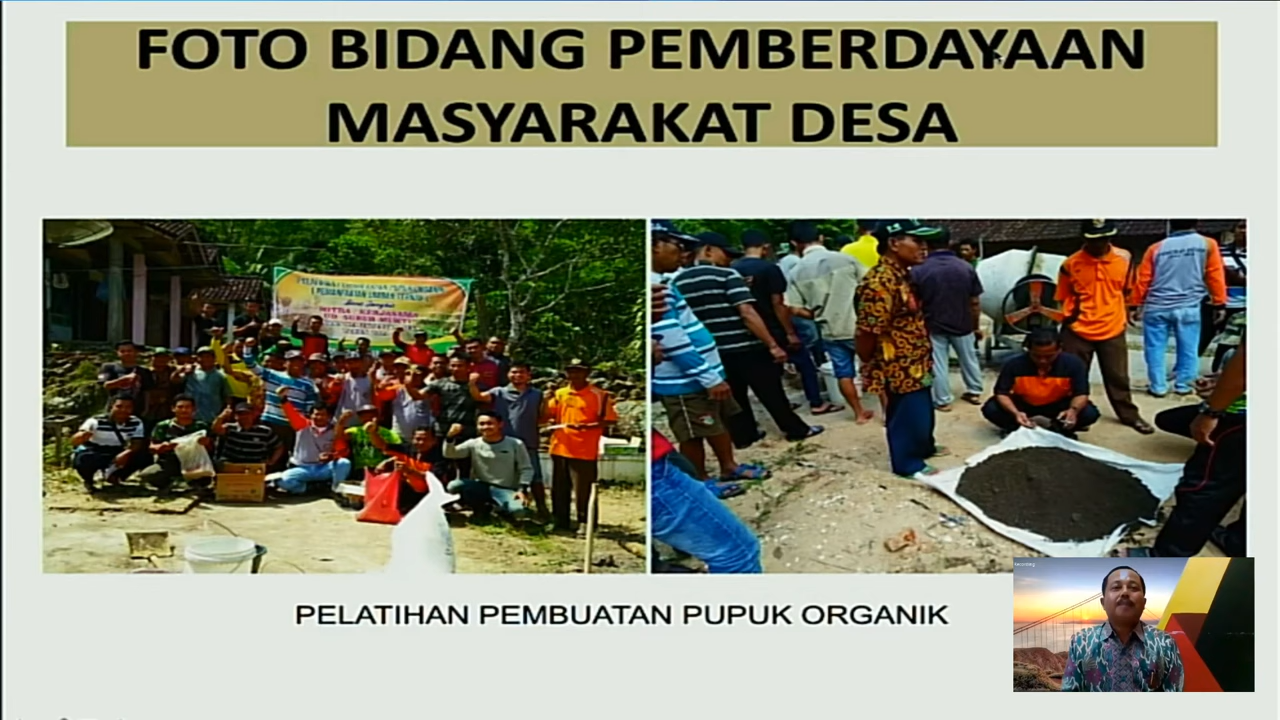 FOTO BIDANG PEMBERDAYAAN
MASYARAKAT DESA
PELATIHAN PEMBUATAN PUPUK ORGANIK